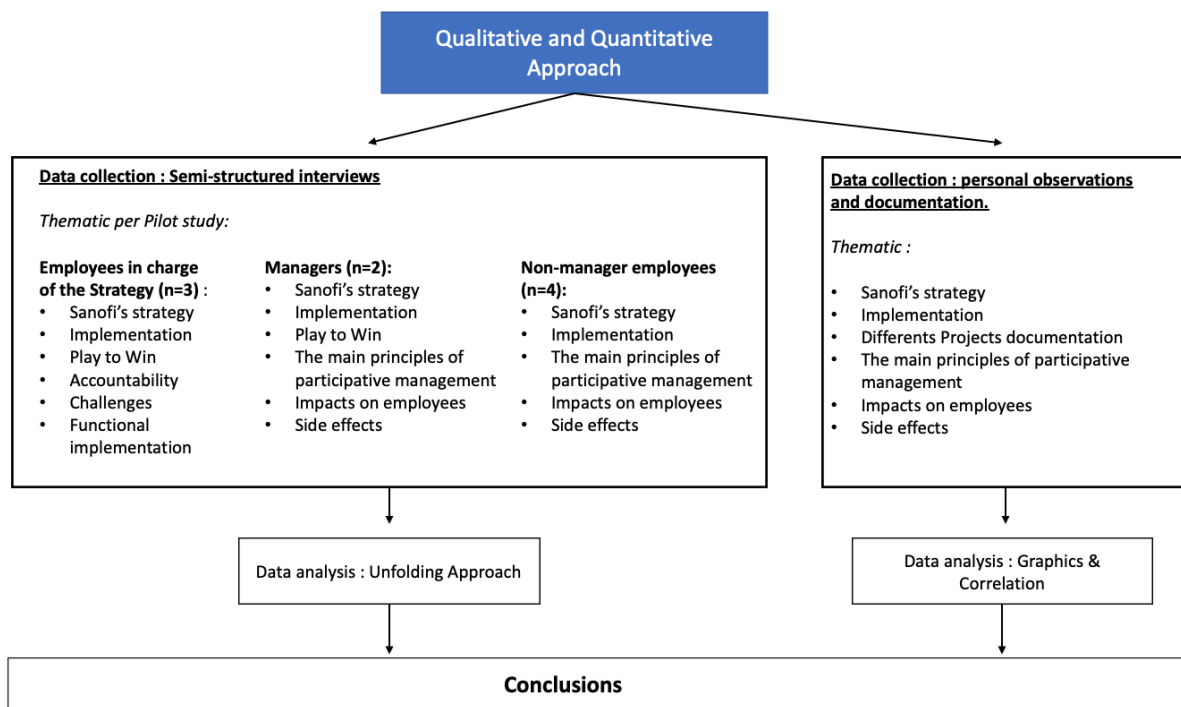 Qualitative and Quantitative
Approach
Data collection : Semi-structured interviews
Thematic per Pilot study:
Employees in charge
of the Strategy (n=3) :
• Sanofi's strategy
• Implementation
• Play to Win
• Accountability
• Challenges
• Functional
implementation
Managers (n=2):
• Sanofi's strategy
• Implementation
• Play to Win
• The main principles of
participative management
• Impacts on employees
• Side effects
Non-manager employees
(n=4):
• Sanofi's strategy
• Implementation
• The main principles of
participative management
• Impacts on employees
• Side effects
Data collection : personal observations
and documentation.
Thematic :
• Sanofi's strategy
• Implementation
• Differents Projects documentation
• The main principles of participative
management
• Impacts on employees
• Side effects
Data analysis : Unfolding Approach
Data analysis : Graphics &
Correlation
Conclusions